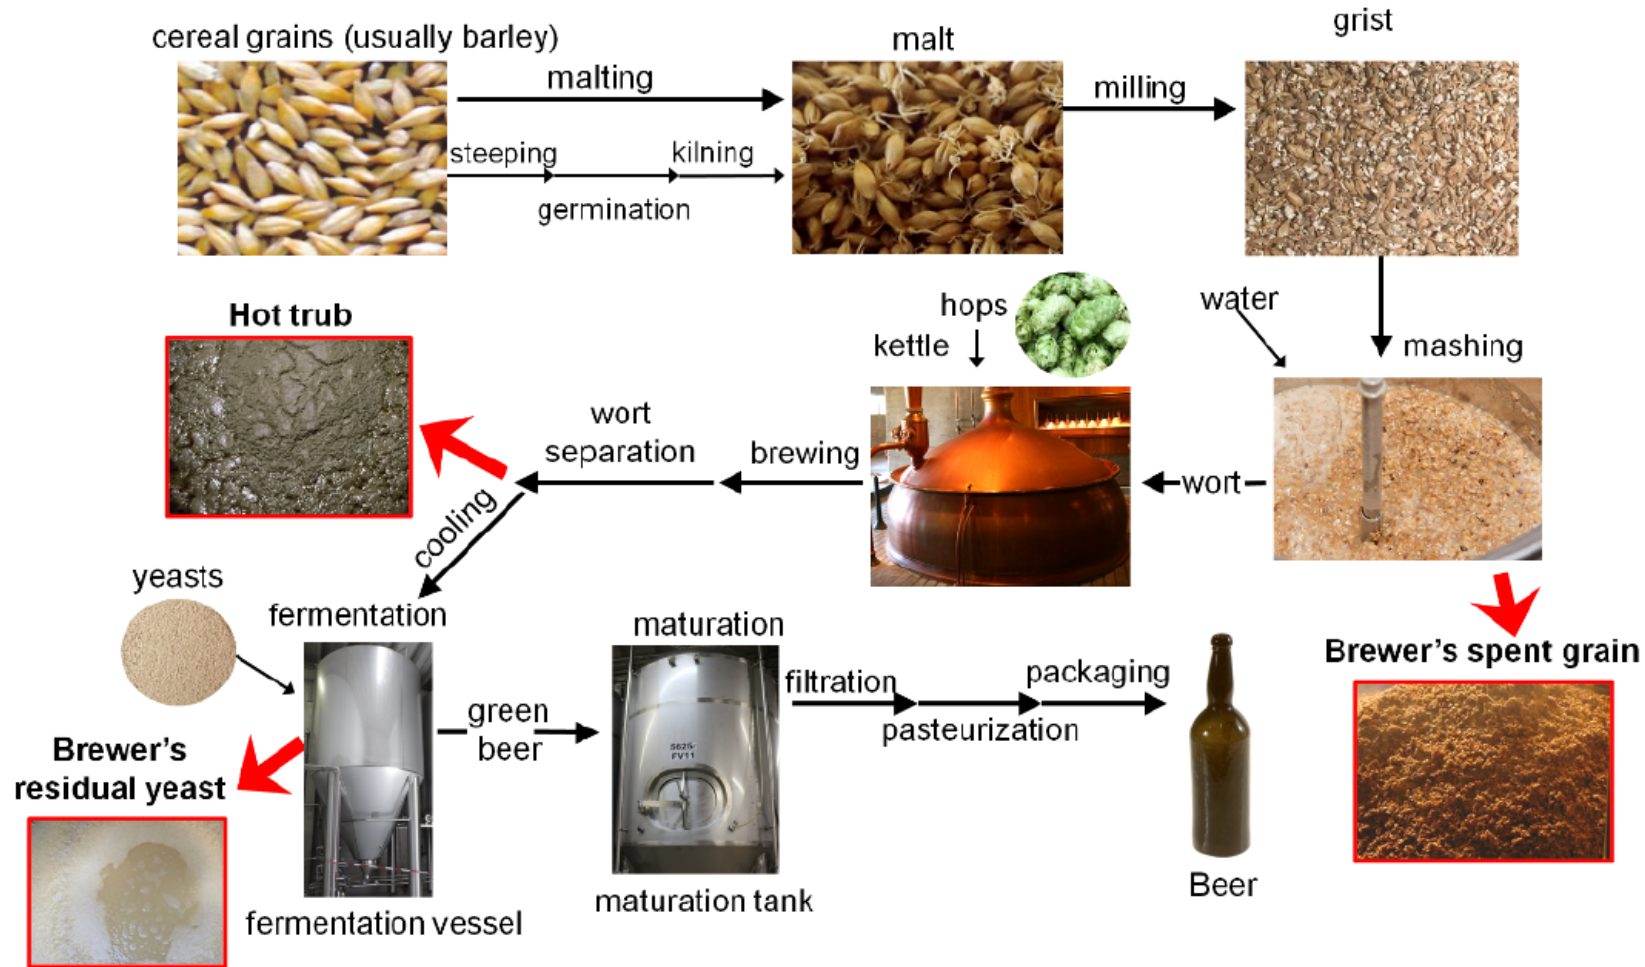 cereal grains (usually barley)
malting
steeping
germination
kilning
malt
milling
grist
water
mashing
wort
hops
kettle
brewing
wort
separation
Hot trub
cooling
yeasts
fermentation
Brewer’s
residual yeast
fermentation vessel
green
beer
maturation
5625-
FV11
maturation tank
filtration
pasteurization
packaging
Beer
Brewer’s spent grain